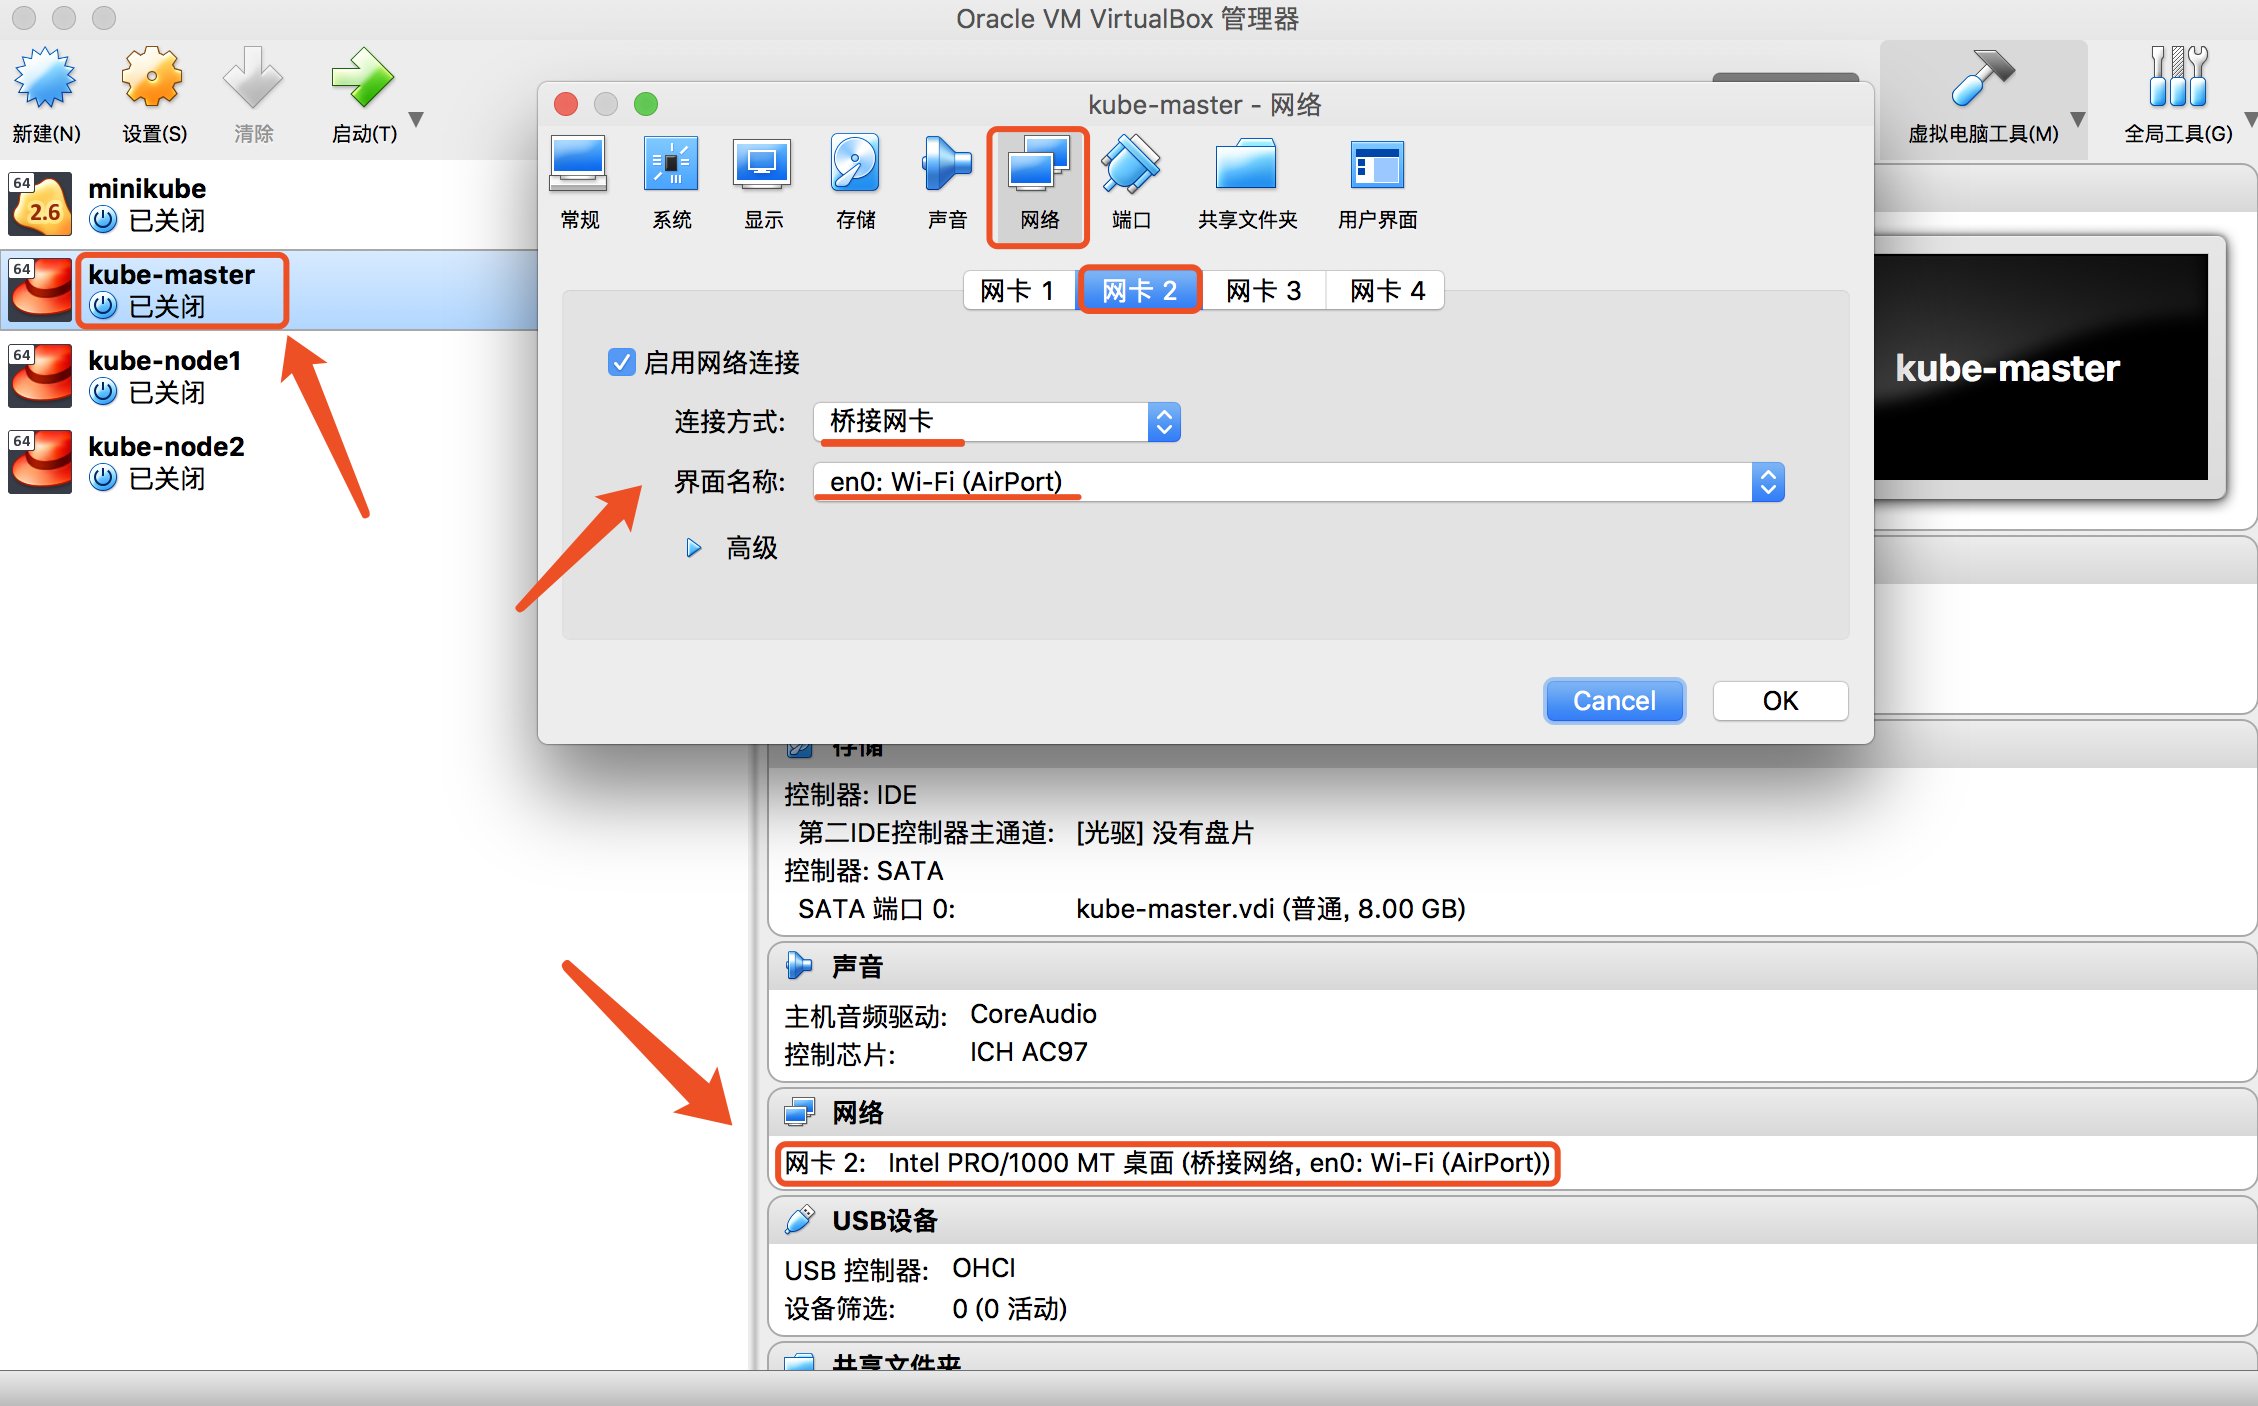 Oracle VM VirtualBox 管理器
新建(N)
设置(S)
清除
启动(T)
虚拟电脑工具(M)
全局工具(G)
64
2.6
minikube
已关闭
64
kube-master
已关闭
64
kube-node1
已关闭
64
kube-node2
已关闭
kube-master - 网络
常规
系统
显示
存储
声音
网络
端口
共享文件夹
用户界面
网卡 1
网卡 2
网卡 3
网卡 4
启用网络连接
连接方式: 桥接网卡
界面名称: en0: Wi-Fi (AirPort)
高级
Cancel
OK
kube-master
存储
控制器: IDE
第二IDE控制器主通道: [光驱] 没有盘片
控制器: SATA
SATA 端口 0: kube-master.vdi (普通, 8.00 GB)
声音
主机音频驱动: CoreAudio
控制芯片: ICH AC97
网络
网卡 2: Intel PRO/1000 MT 桌面 (桥接网络, en0: Wi-Fi (AirPort))
USB设备
USB 控制器: OHCI
设备筛选: 0 (0 活动)
共享文件夹